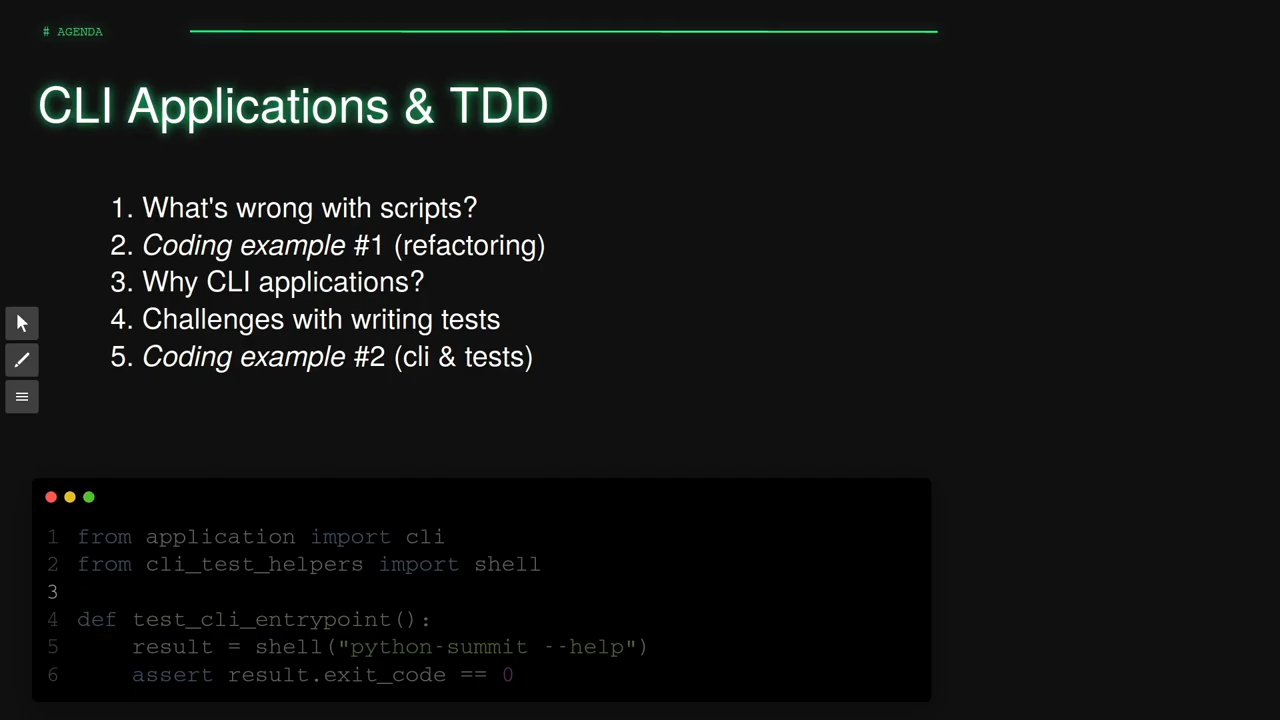 # AGENDA
CLI Applications & TDD
1. What's wrong with scripts?
2. Coding example #1 (refactoring)
3. Why CLI applications?
4. Challenges with writing tests
5. Coding example #2 (cli & tests)
1 from application import cli
2 from cli_test_helpers import shell
3
4 def test_cli_entrypoint():
5     result = shell("python-summit --help")
6     assert result.exit_code == 0